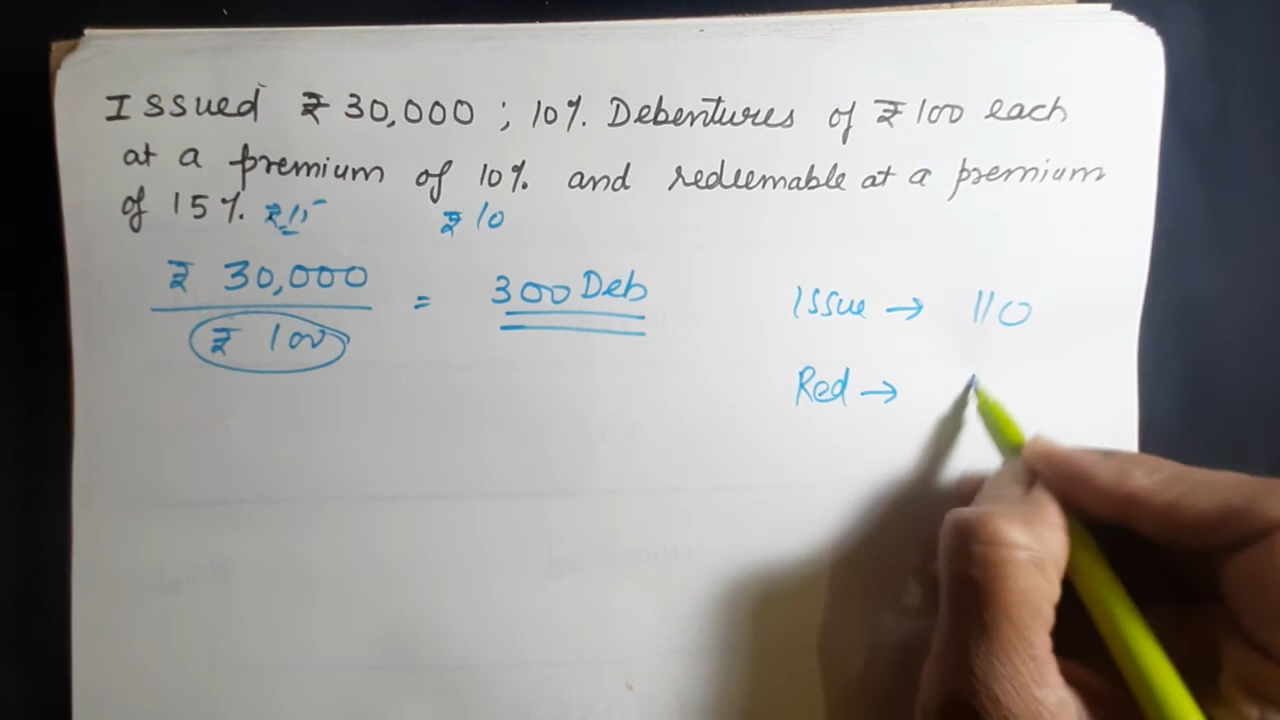 Issued ₹ 30,000 ; 10% Debentures of ₹ 100 each
at a premium of 10% and redeemable at a premium
of 15%. ₹ 15 ₹ 10
₹ 30,000 = 300 Deb
₹ 100
Issue → 110
Red →